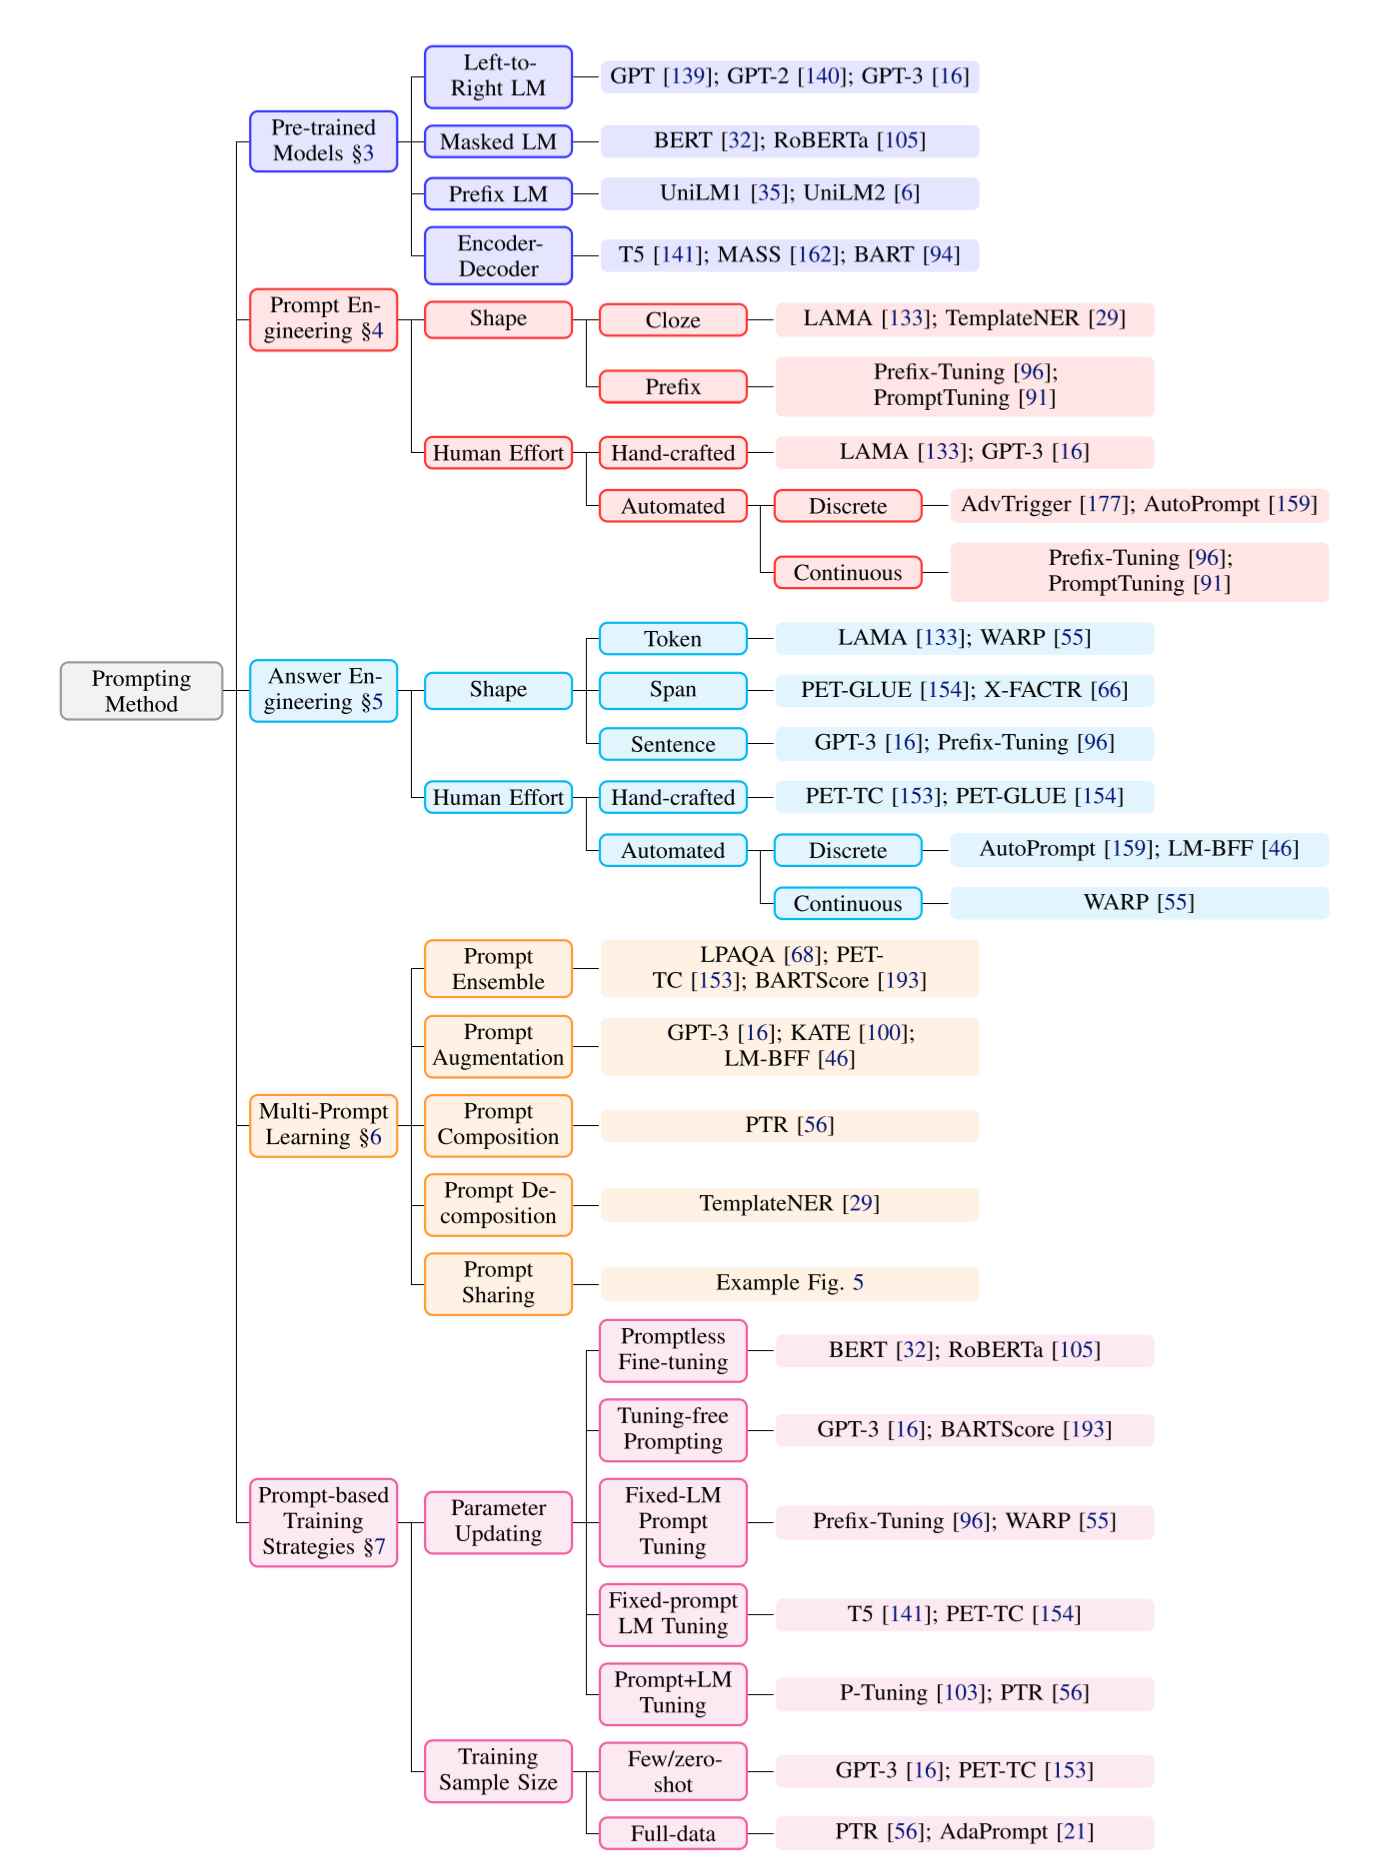 Left-to-
Right LM
GPT [139]; GPT-2 [140]; GPT-3 [16]
Pre-trained
Models §3
Masked LM
BERT [32]; RoBERTa [105]
Prefix LM
UniLM1 [35]; UniLM2 [6]
Encoder-
Decoder
T5 [141]; MASS [162]; BART [94]
Prompt En-
gineering §4
Shape
Cloze
LAMA [133]; TemplateNER [29]
Prefix
Prefix-Tuning [96];
PromptTuning [91]
Human Effort
Hand-crafted
LAMA [133]; GPT-3 [16]
Automated
Discrete
AdvTrigger [177]; AutoPrompt [159]
Continuous
Prefix-Tuning [96];
PromptTuning [91]
Prompting
Method
Answer En-
gineering §5
Shape
Token
LAMA [133]; WARP [55]
Span
PET-GLUE [154]; X-FACTR [66]
Sentence
GPT-3 [16]; Prefix-Tuning [96]
Human Effort
Hand-crafted
PET-TC [153]; PET-GLUE [154]
Automated
Discrete
AutoPrompt [159]; LM-BFF [46]
Continuous
WARP [55]
Multi-Prompt
Learning §6
Prompt
Ensemble
LPAQA [68]; PET-
TC [153]; BARTScore [193]
Prompt
Augmentation
GPT-3 [16]; KATE [100];
LM-BFF [46]
Prompt
Composition
PTR [56]
Prompt De-
composition
TemplateNER [29]
Prompt
Sharing
Example Fig. 5
Prompt-based
Training
Strategies §7
Parameter
Updating
Promptless
Fine-tuning
BERT [32]; RoBERTa [105]
Tuning-free
Prompting
GPT-3 [16]; BARTScore [193]
Fixed-LM
Prompt
Tuning
Prefix-Tuning [96]; WARP [55]
Fixed-prompt
LM Tuning
T5 [141]; PET-TC [154]
Prompt+LM
Tuning
P-Tuning [103]; PTR [56]
Training
Sample Size
Few/zero-
shot
GPT-3 [16]; PET-TC [153]
Full-data
PTR [56]; AdaPrompt [21]